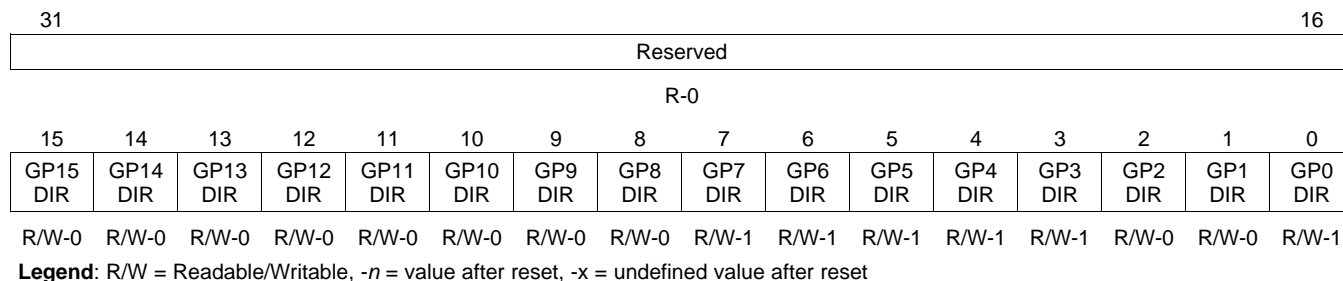 31 16
Reserved
R-0
15 14 13 12 11 10 9 8 7 6 5 4 3 2 1 0
GP15 GP14 GP13 GP12 GP11 GP10 GP9 GP8 GP7 GP6 GP5 GP4 GP3 GP2 GP1 GP0
DIR DIR DIR DIR DIR DIR DIR DIR DIR DIR DIR DIR DIR DIR DIR DIR
R/W-0 R/W-0 R/W-0 R/W-0 R/W-0 R/W-0 R/W-0 R/W-0 R/W-1 R/W-1 R/W-1 R/W-1 R/W-1 R/W-0 R/W-0 R/W-1
Legend: R/W = Readable/Writable, -n = value after reset, -x = undefined value after reset